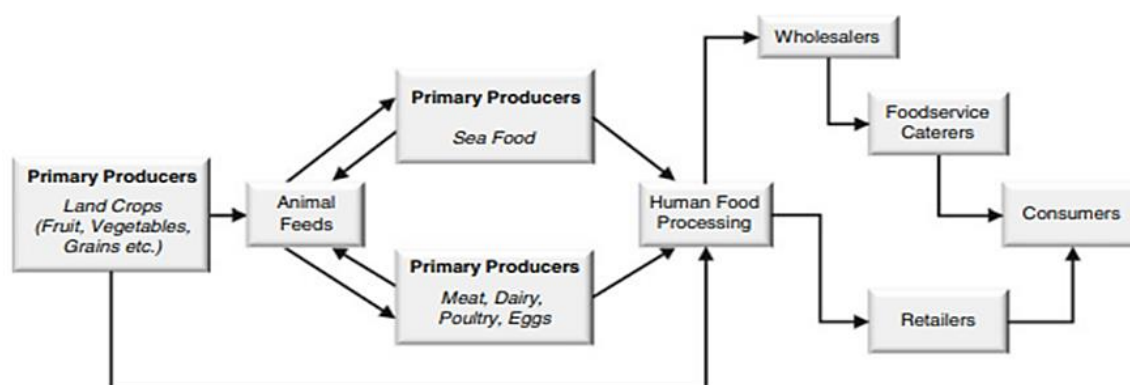 Primary Producers
Land Crops
(Fruit, Vegetables,
Grains etc.)
Animal
Feeds
Primary Producers
Sea Food
Primary Producers
Meat, Dairy,
Poultry, Eggs
Human Food
Processing
Wholesalers
Foodservice
Caterers
Retailers
Consumers